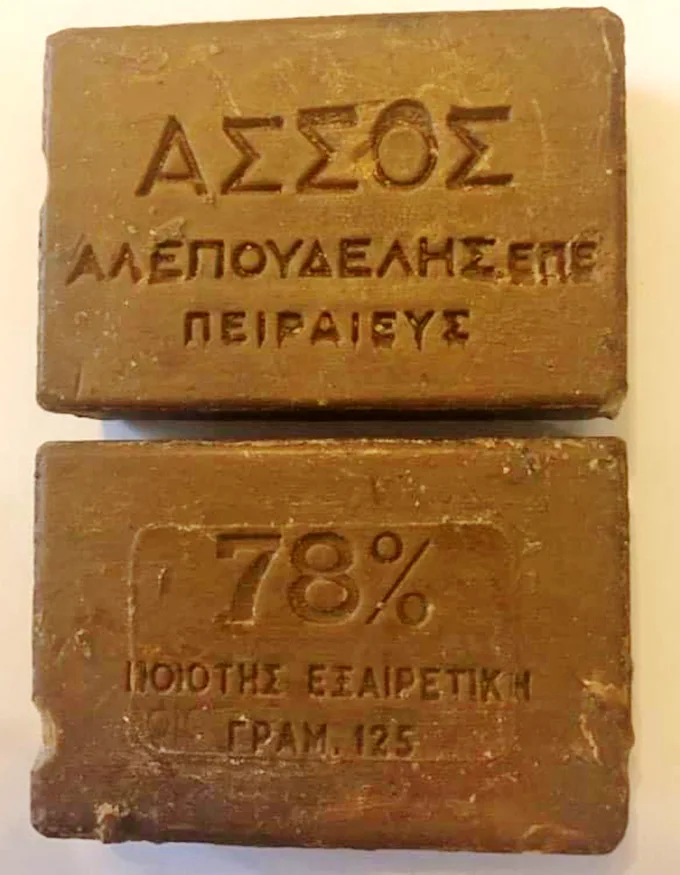 ΑΣΣΟΣ
ΑΛΕΠΟΥΔΕΛΗΣ ΕΠΕ
ΠΕΙΡΑΙΕΥΣ
78%
ΠΟΙΟΤΗΣ ΕΞΑΙΡΕΤΙΚΗ
ΓΡΑΜ. 125